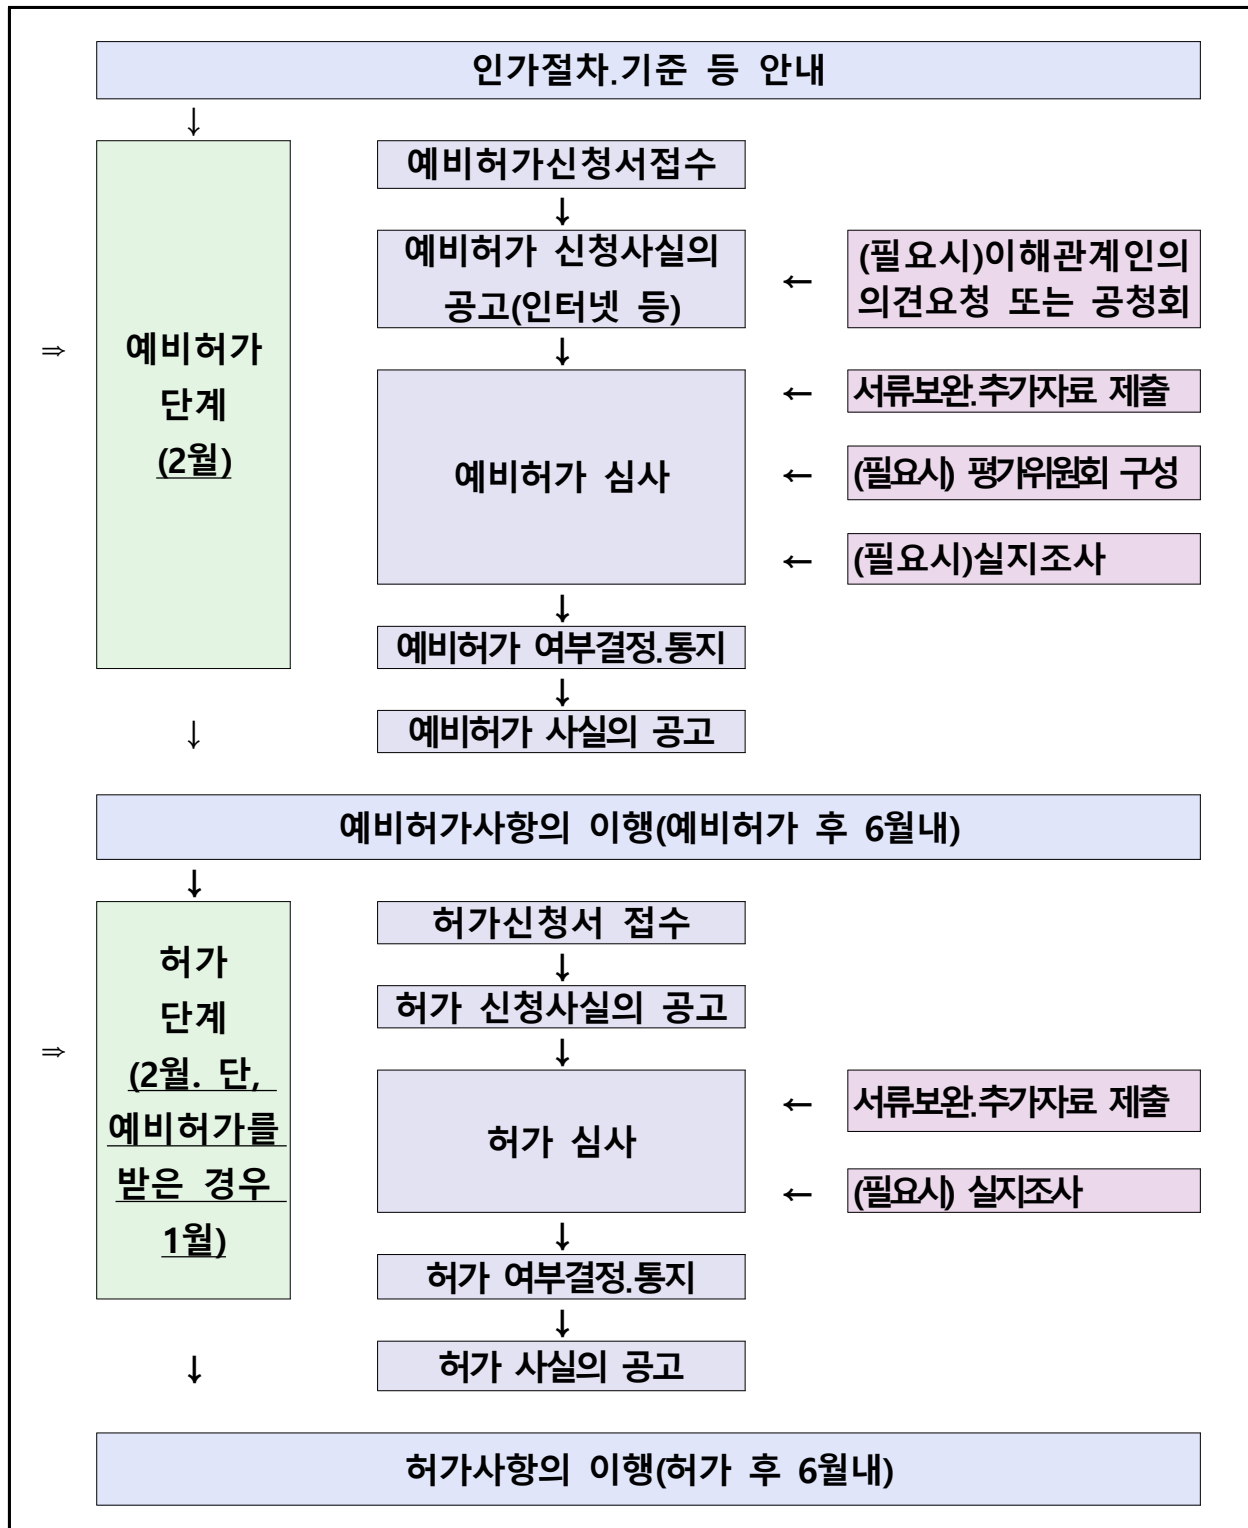 인가절차.기준 등 안내
↓
예비허가신청서접수
↓
예비허가 신청사실의
공고(인터넷 등)
←
(필요시)이해관계인의
의견요청 또는 공청회
⇒
예비허가
단계
(2월)
↓
예비허가 심사
←
서류보완.추가자료 제출
←
(필요시) 평가위원회 구성
←
(필요시)실지조사
↓
예비허가 여부결정.통지
↓
↓
예비허가 사실의 공고
예비허가사항의 이행(예비허가 후 6월내)
↓
허가신청서 접수
↓
허가 신청사실의 공고
⇒
허가
단계
(2월. 단,
예비허가를
받은 경우
1월)
↓
허가 심사
←
서류보완.추가자료 제출
←
(필요시) 실지조사
↓
허가 여부결정.통지
↓
↓
허가 사실의 공고
허가사항의 이행(허가 후 6월내)